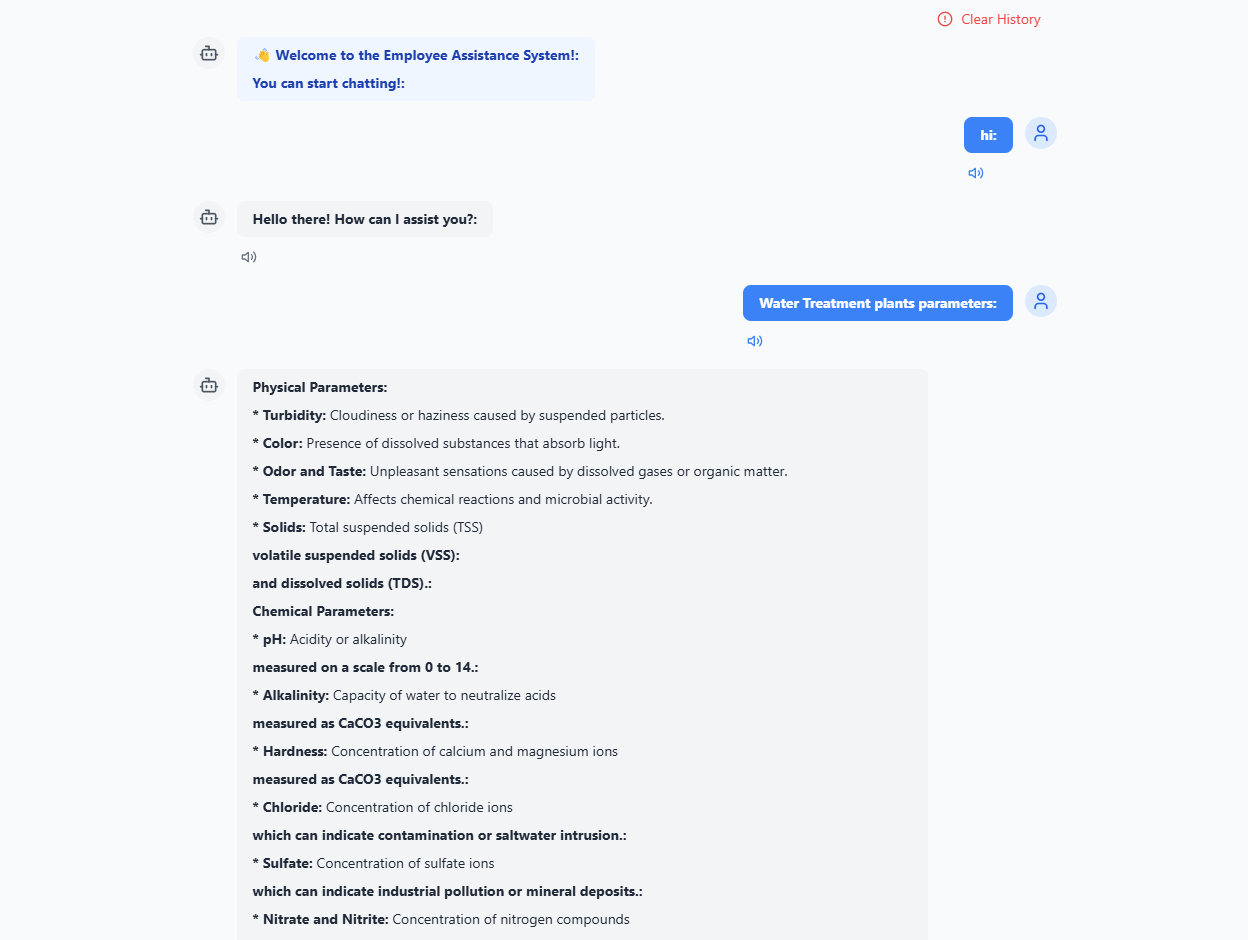 Clear History
👋 Welcome to the Employee Assistance System!:
You can start chatting!:
hi:
Hello there! How can I assist you?:
Water Treatment plants parameters:
Physical Parameters:
* Turbidity: Cloudiness or haziness caused by suspended particles.
* Color: Presence of dissolved substances that absorb light.
* Odor and Taste: Unpleasant sensations caused by dissolved gases or organic matter.
* Temperature: Affects chemical reactions and microbial activity.
* Solids: Total suspended solids (TSS)
volatile suspended solids (VSS):
and dissolved solids (TDS).:
Chemical Parameters:
* pH: Acidity or alkalinity
measured on a scale from 0 to 14.:
* Alkalinity: Capacity of water to neutralize acids
measured as CaCO3 equivalents.:
* Hardness: Concentration of calcium and magnesium ions
measured as CaCO3 equivalents.:
* Chloride: Concentration of chloride ions
which can indicate contamination or saltwater intrusion.:
* Sulfate: Concentration of sulfate ions
which can indicate industrial pollution or mineral deposits.:
* Nitrate and Nitrite: Concentration of nitrogen compounds